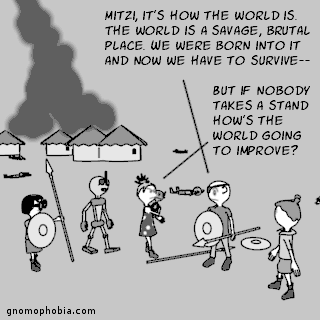 MITZI, IT'S HOW THE WORLD IS.
THE WORLD IS A SAVAGE, BRUTAL
PLACE. WE WERE BORN INTO IT
AND NOW WE HAVE TO SURVIVE--
BUT IF NOBODY
TAKES A STAND
HOW'S THE
WORLD GOING
TO IMPROVE?
gnomophobia.com